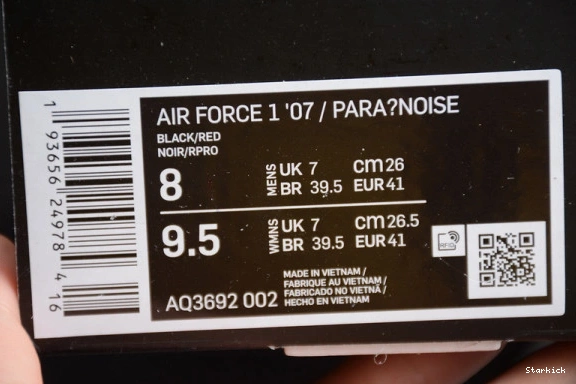 AIR FORCE 1 '07 / PARA?NOISE
BLACK/RED
NOIR/RPRO
8
MENS
UK 7 cm 26
BR 39.5 EUR 41
9.5
WMNS
UK 7 cm 26.5
BR 39.5 EUR 41
RFID
MADE IN VIETNAM /
FABRIQUE AU VIETNAM /
FABRICADO NO VIETNÃ /
HECHO EN VIETNAM
AQ3692 002
1 93656 24978 4 16
Starkick